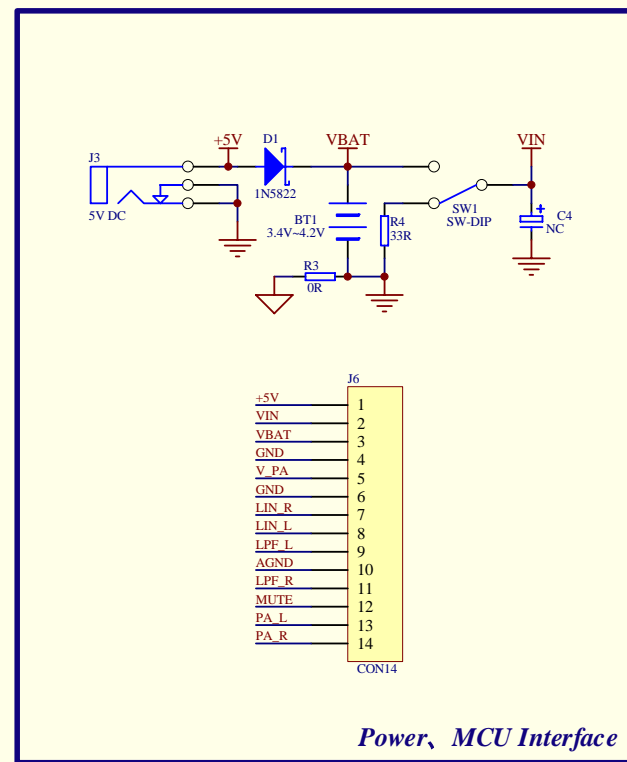 +5V
D1
VBAT
VIN
J3
1N5822
5V DC
BT1
3.4V~4.2V
R4
33R
SW1
SW-DIP
+
C4
NC
R3
0R
J6
+5V 1
VIN 2
VBAT 3
GND 4
V_PA 5
GND 6
LIN_R 7
LIN_L 8
LPF_L 9
AGND 10
LPF_R 11
MUTE 12
PA_L 13
PA_R 14
CON14
Power、MCU Interface